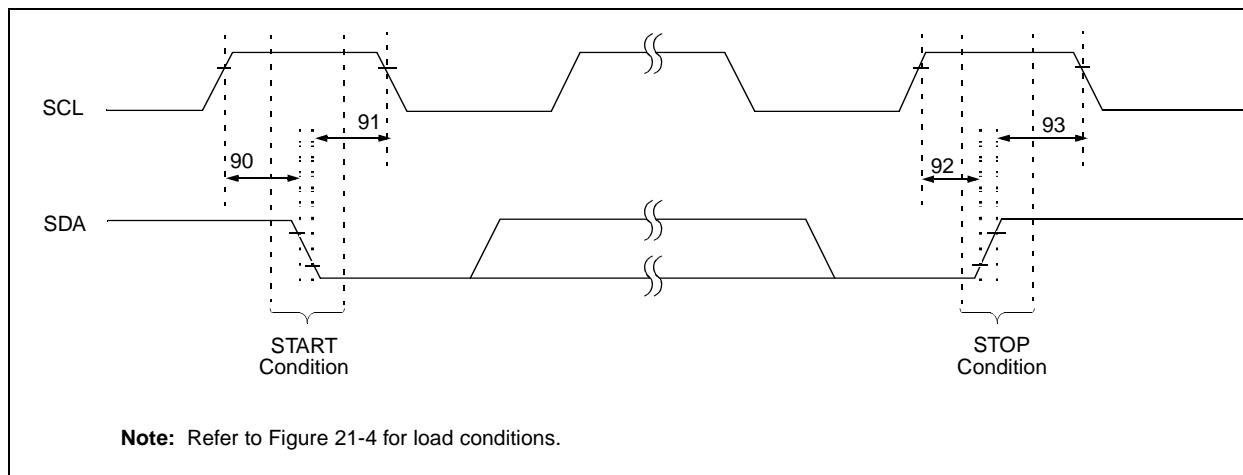 SCL
91
93
90
92
SDA
START
Condition
STOP
Condition
Note: Refer to Figure 21-4 for load conditions.